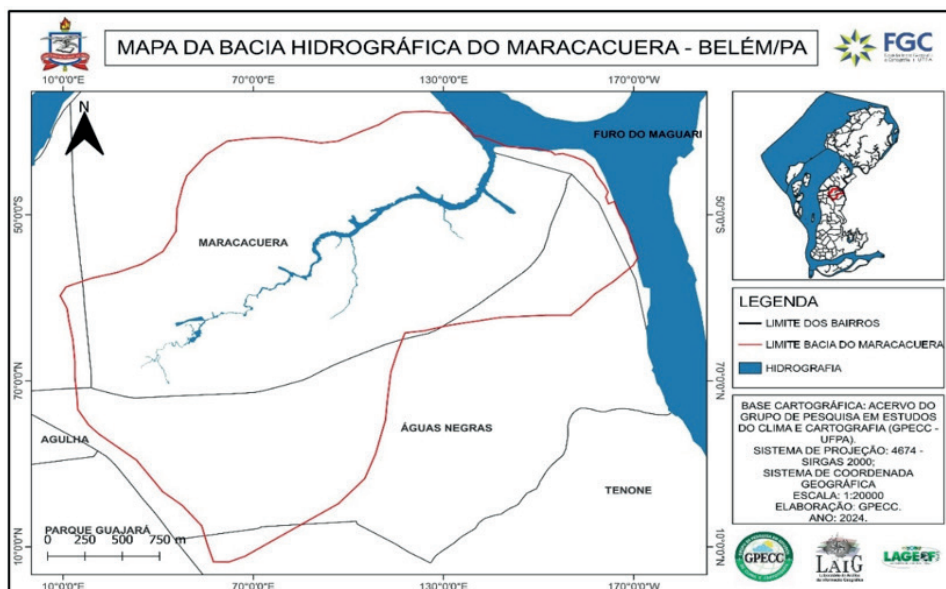 MAPA DA BACIA HIDROGRÁFICA DO MARACACUERA - BELÉM/PA
FGC
10°0'0"E
70°0'0"E
130°0'0"E
170°0'0"W
N
FURO DO MAGUARI
50°0'0"S
50°0'0"S
MARACACUERA
70°0'0"N
70°0'0"N
AGULHA
ÁGUAS NEGRAS
TENONE
PARQUE GUAJARÁ
0 250 500 750 m
10°0'0"N
10°0'0"N
10°0'0"E
70°0'0"E
130°0'0"E
170°0'0"W
LEGENDA
LIMITE DOS BAIRROS
LIMITE BACIA DO MARACACUERA
HIDROGRAFIA
BASE CARTOGRÁFICA: ACERVO DO
GRUPO DE PESQUISA EM ESTUDOS
DO CLIMA E CARTOGRAFIA (GPECC -
UFPA).
SISTEMA DE PROJEÇÃO: 4674 -
SIRGAS 2000;
SISTEMA DE COORDENADA
GEOGRÁFICA
ESCALA: 1:20000
ELABORAÇÃO: GPECC.
ANO: 2024.
GPECC
LAIG